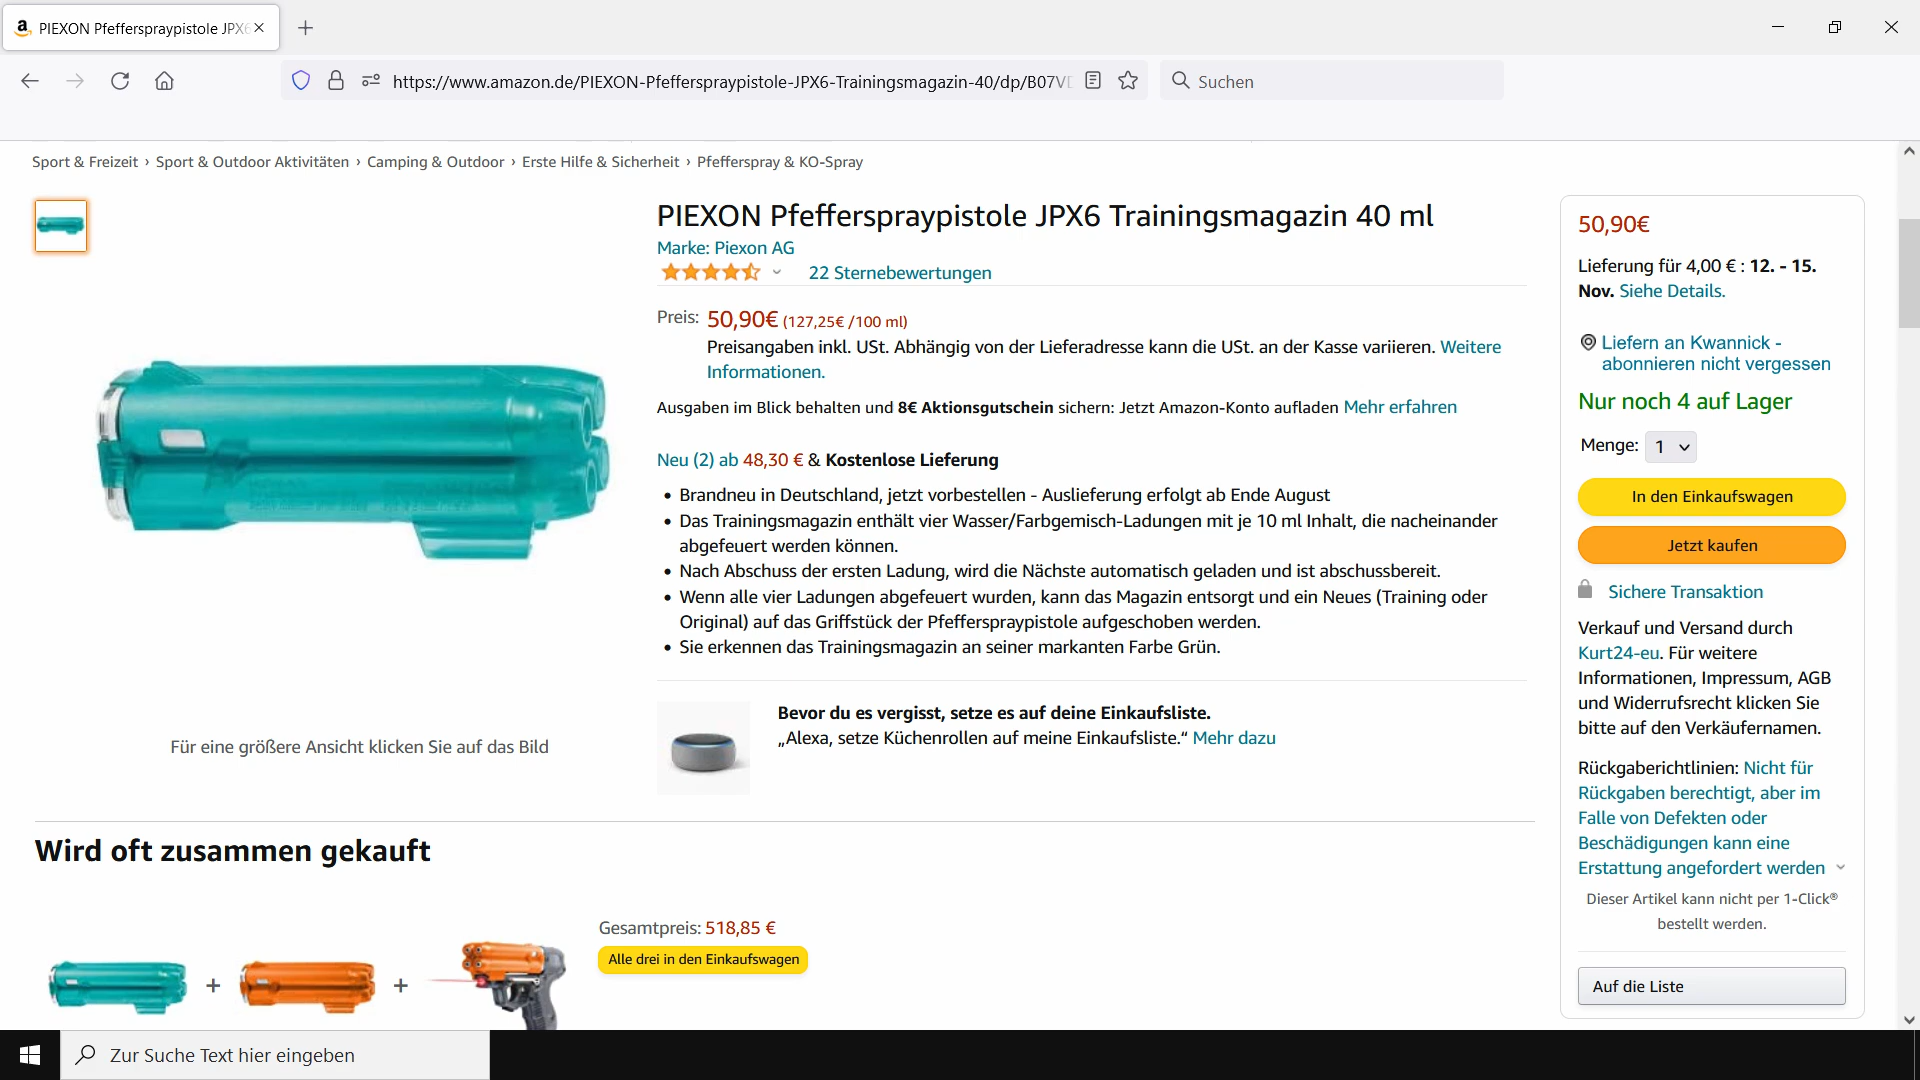 PIEXON Pfefferspraypistole JPX6
https://www.amazon.de/PIEXON-Pfefferspraypistole-JPX6-Trainingsmagazin-40/dp/B07V
Suchen
Sport & Freizeit › Sport & Outdoor Aktivitäten › Camping & Outdoor › Erste Hilfe & Sicherheit › Pfefferspray & KO-Spray
PIEXON Pfefferspraypistole JPX6 Trainingsmagazin 40 ml
Marke: Piexon AG
22 Sternebewertungen
Preis: 50,90€ (127,25€ /100 ml)
Preisangaben inkl. USt. Abhängig von der Lieferadresse kann die USt. an der Kasse variieren. Weitere
Informationen.
Ausgaben im Blick behalten und 8€ Aktionsgutschein sichern: Jetzt Amazon-Konto aufladen Mehr erfahren
Neu (2) ab 48,30 € & Kostenlose Lieferung
• Brandneu in Deutschland, jetzt vorbestellen - Auslieferung erfolgt ab Ende August
• Das Trainingsmagazin enthält vier Wasser/Farbgemisch-Ladungen mit je 10 ml Inhalt, die nacheinander
abgefeuert werden können.
• Nach Abschuss der ersten Ladung, wird die Nächste automatisch geladen und ist abschussbereit.
• Wenn alle vier Ladungen abgefeuert wurden, kann das Magazin entsorgt und ein Neues (Training oder
Original) auf das Griffstück der Pfefferspraypistole aufgeschoben werden.
• Sie erkennen das Trainingsmagazin an seiner markanten Farbe Grün.
Bevor du es vergisst, setze es auf deine Einkaufsliste.
„Alexa, setze Küchenrollen auf meine Einkaufsliste.“ Mehr dazu
Für eine größere Ansicht klicken Sie auf das Bild
50,90€
Lieferung für 4,00 € : 12. - 15.
Nov. Siehe Details.
Liefern an Kwannick -
abonnieren nicht vergessen
Nur noch 4 auf Lager
Menge: 1
In den Einkaufswagen
Jetzt kaufen
Sichere Transaktion
Verkauf und Versand durch
Kurt24-eu. Für weitere
Informationen, Impressum, AGB
und Widerrufsrecht klicken Sie
bitte auf den Verkäufernamen.
Rückgaberichtlinien: Nicht für
Rückgaben berechtigt, aber im
Falle von Defekten oder
Beschädigungen kann eine
Erstattung angefordert werden
Dieser Artikel kann nicht per 1-Click®
bestellt werden.
Auf die Liste
Wird oft zusammen gekauft
+ +
Gesamtpreis: 518,85 €
Alle drei in den Einkaufswagen
Zur Suche Text hier eingeben